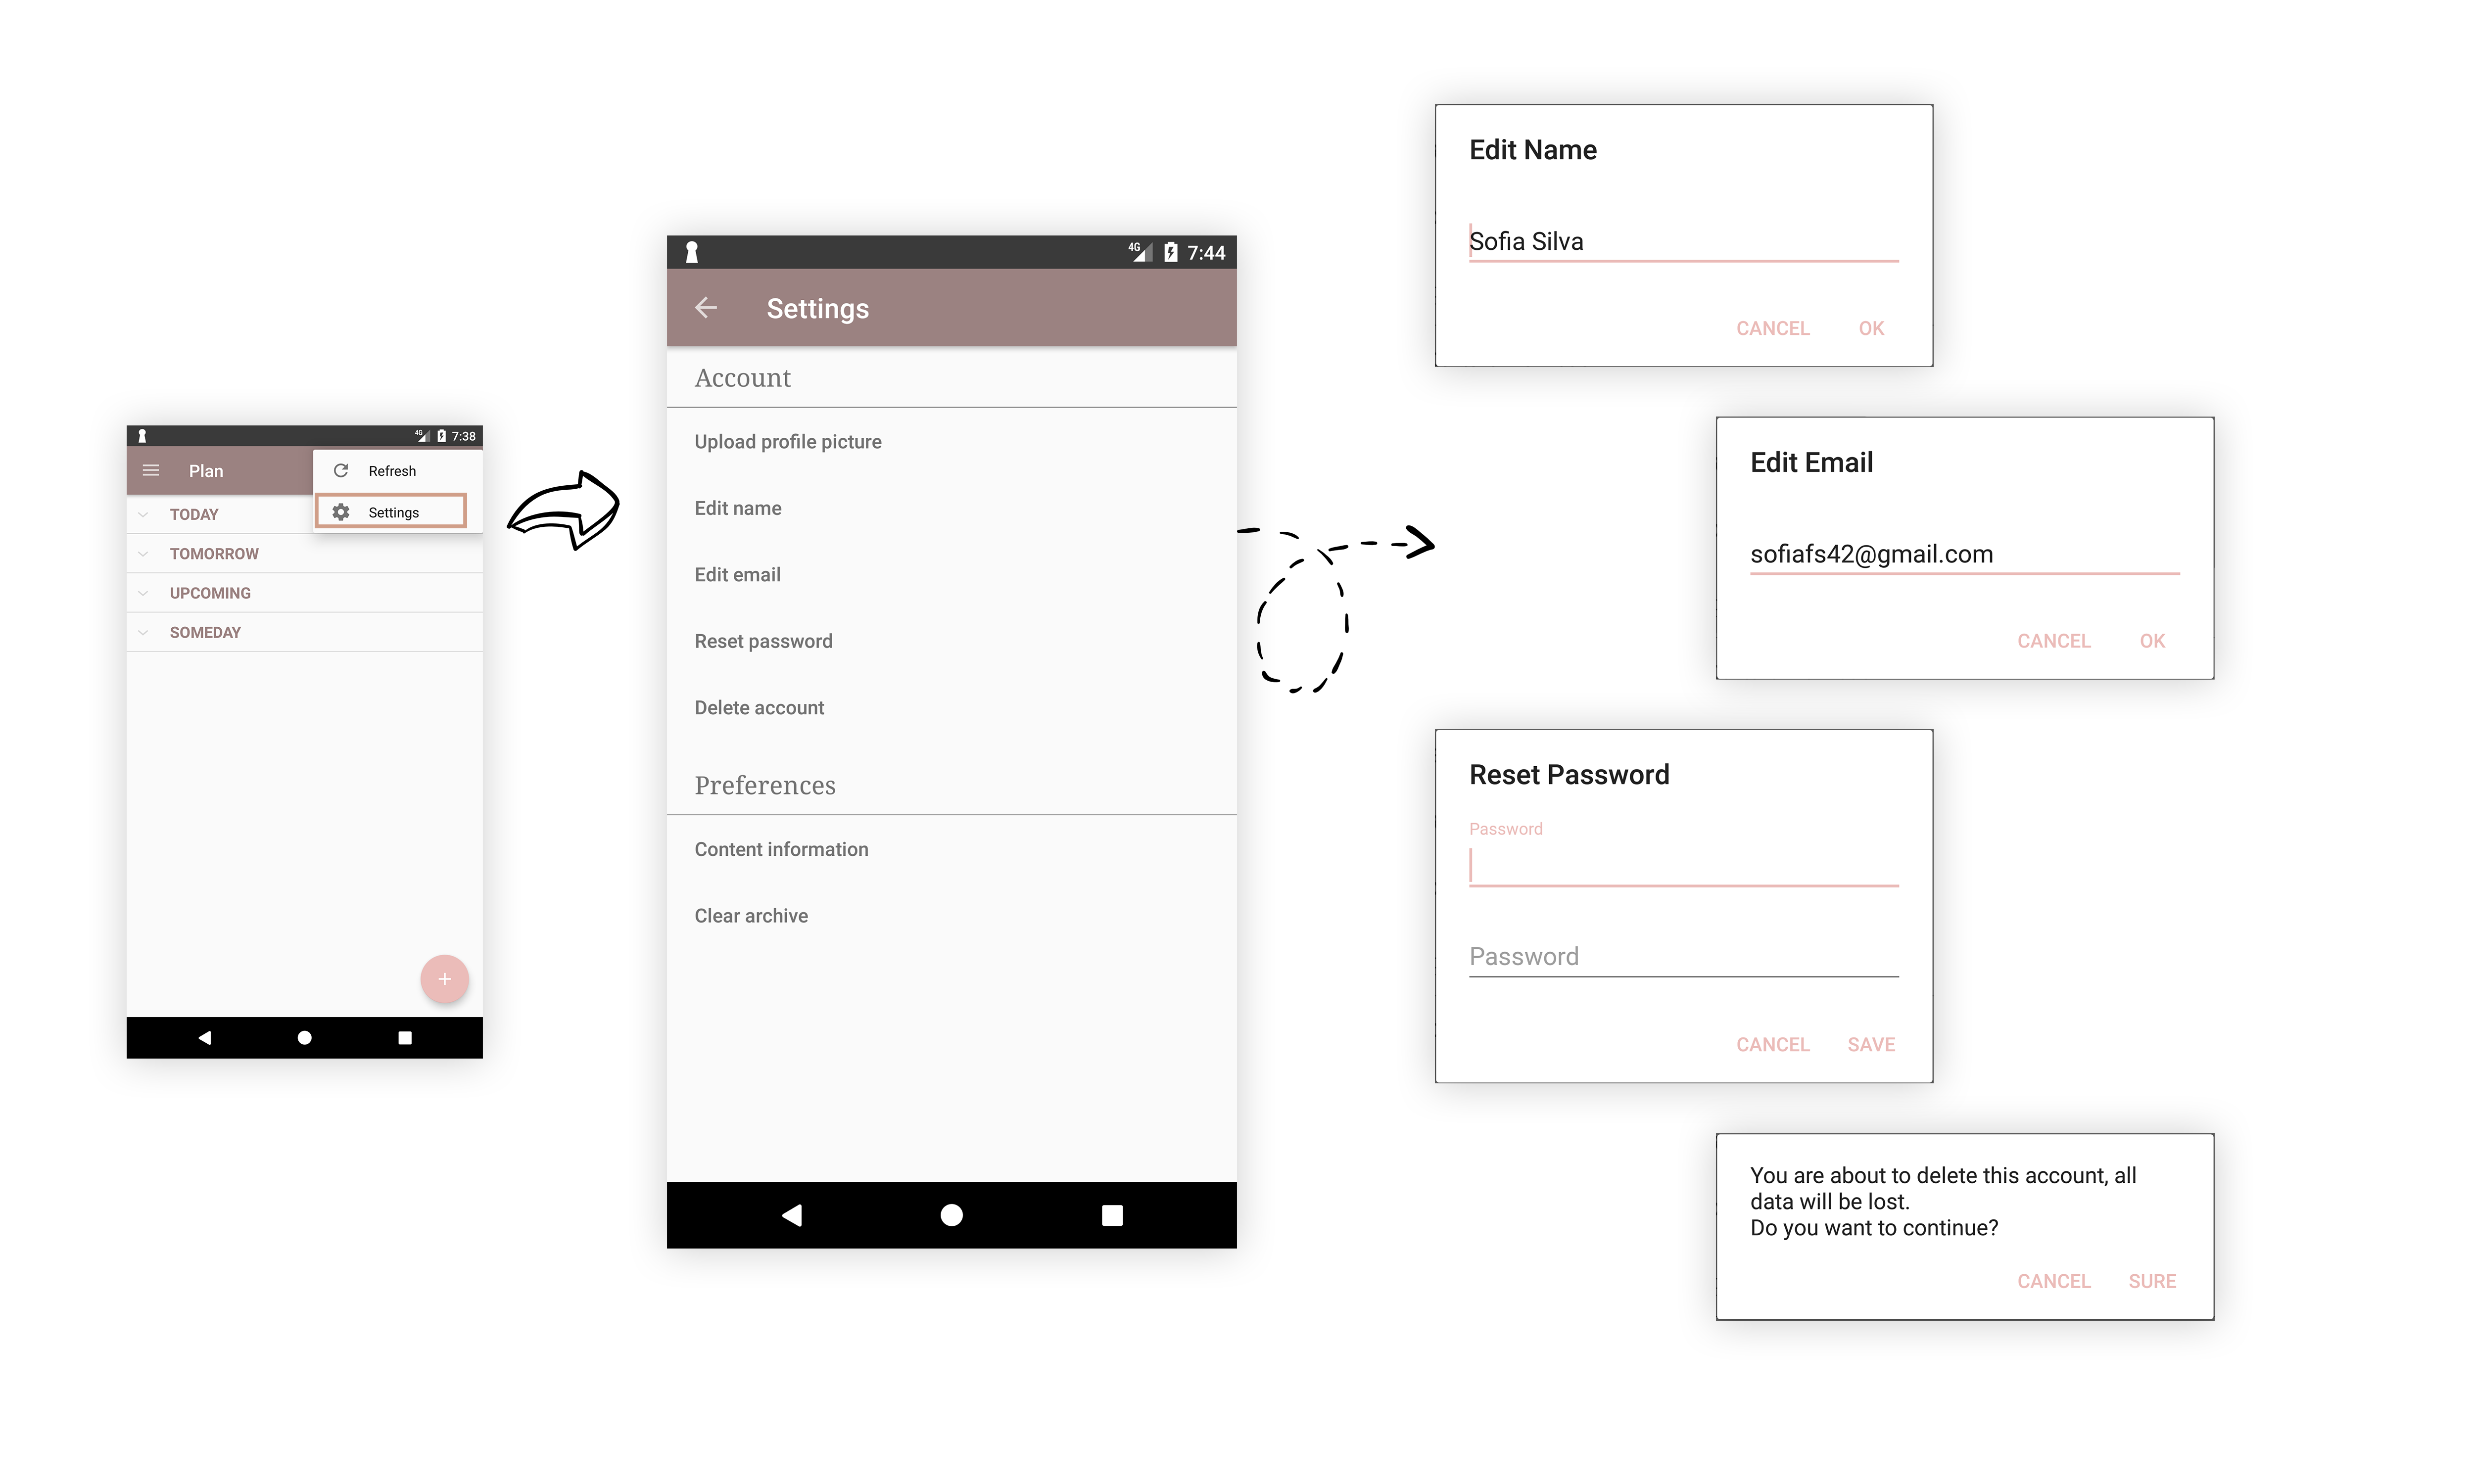 4G 7:38
Plan
Refresh
Settings
TODAY
TOMORROW
UPCOMING
SOMEDAY
4G 7:44
Settings
Account
Upload profile picture
Edit name
Edit email
Reset password
Delete account
Preferences
Content information
Clear archive
Edit Name
Sofia Silva
CANCEL OK
Edit Email
sofiafs42@gmail.com
CANCEL OK
Reset Password
Password
Password
CANCEL SAVE
You are about to delete this account, all
data will be lost.
Do you want to continue?
CANCEL SURE